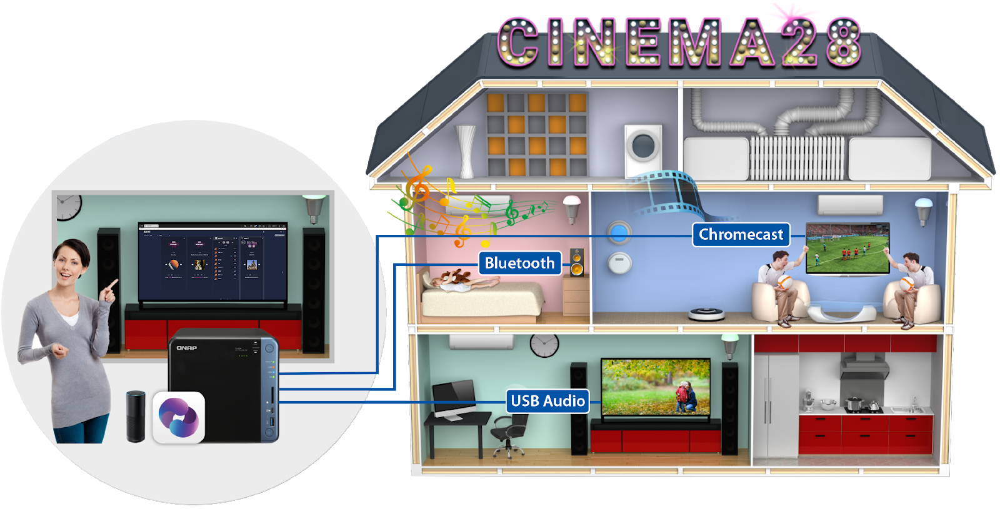 CINEMA28
Chromecast
Bluetooth
QNAP
USB Audio